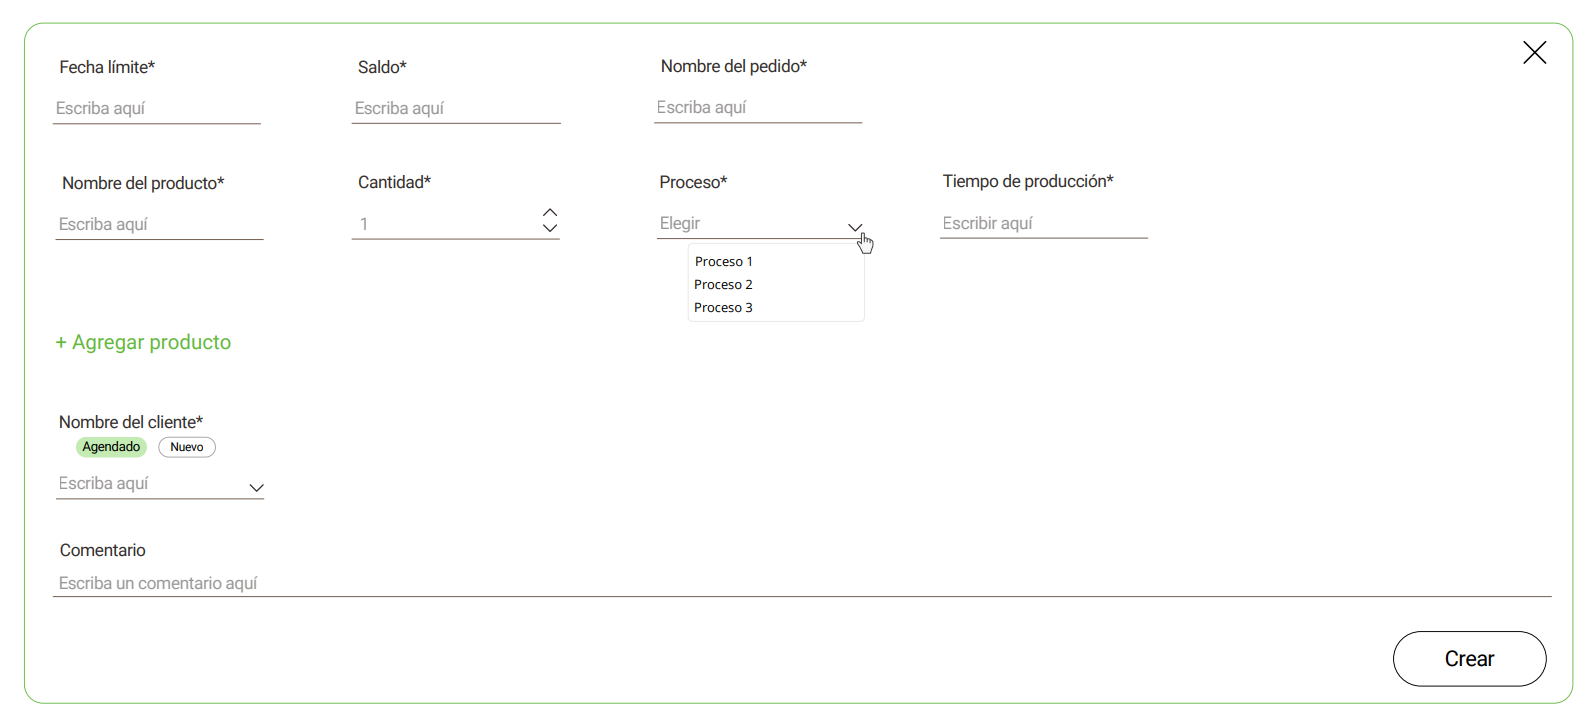 Fecha límite*
Saldo*
Nombre del pedido*
Escriba aquí
Escriba aquí
Escriba aquí
Nombre del producto*
Cantidad*
Proceso*
Tiempo de producción*
Escriba aquí
1
Elegir
Escribir aquí
Proceso 1
Proceso 2
Proceso 3
+ Agregar producto
Nombre del cliente*
Agendado
Nuevo
Escriba aquí
Comentario
Escriba un comentario aquí
Crear